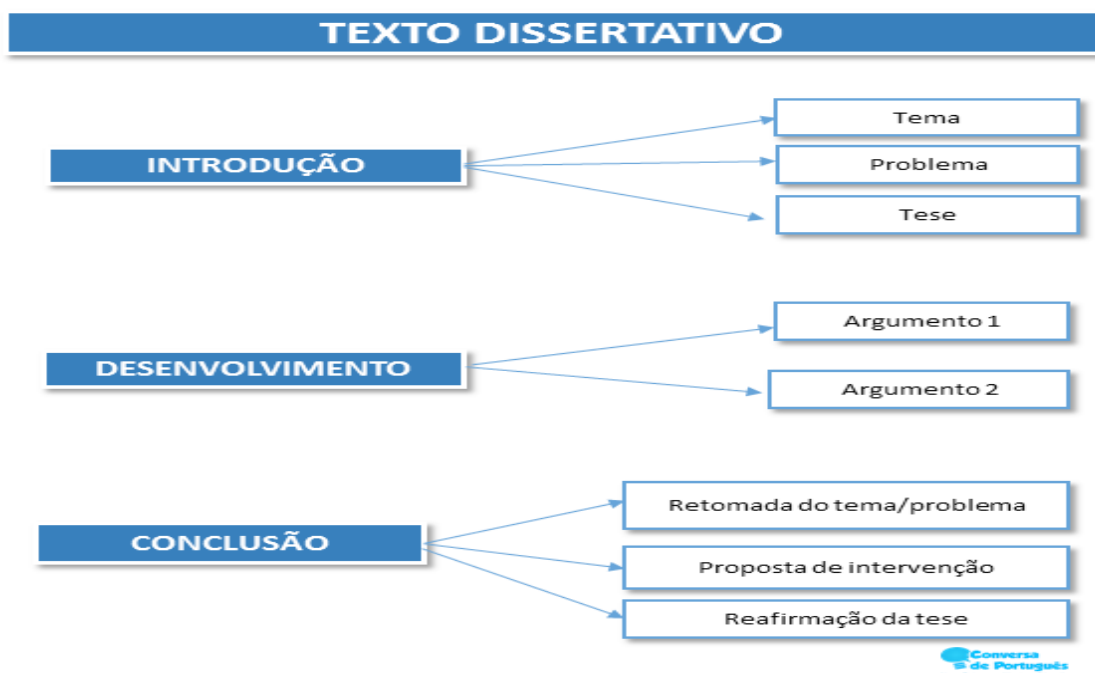 TEXTO DISSERTATIVO
INTRODUÇÃO
Tema
Problema
Tese
DESENVOLVIMENTO
Argumento 1
Argumento 2
CONCLUSÃO
Retomada do tema/problema
Proposta de intervenção
Reafirmação da tese
Conversa
de Português